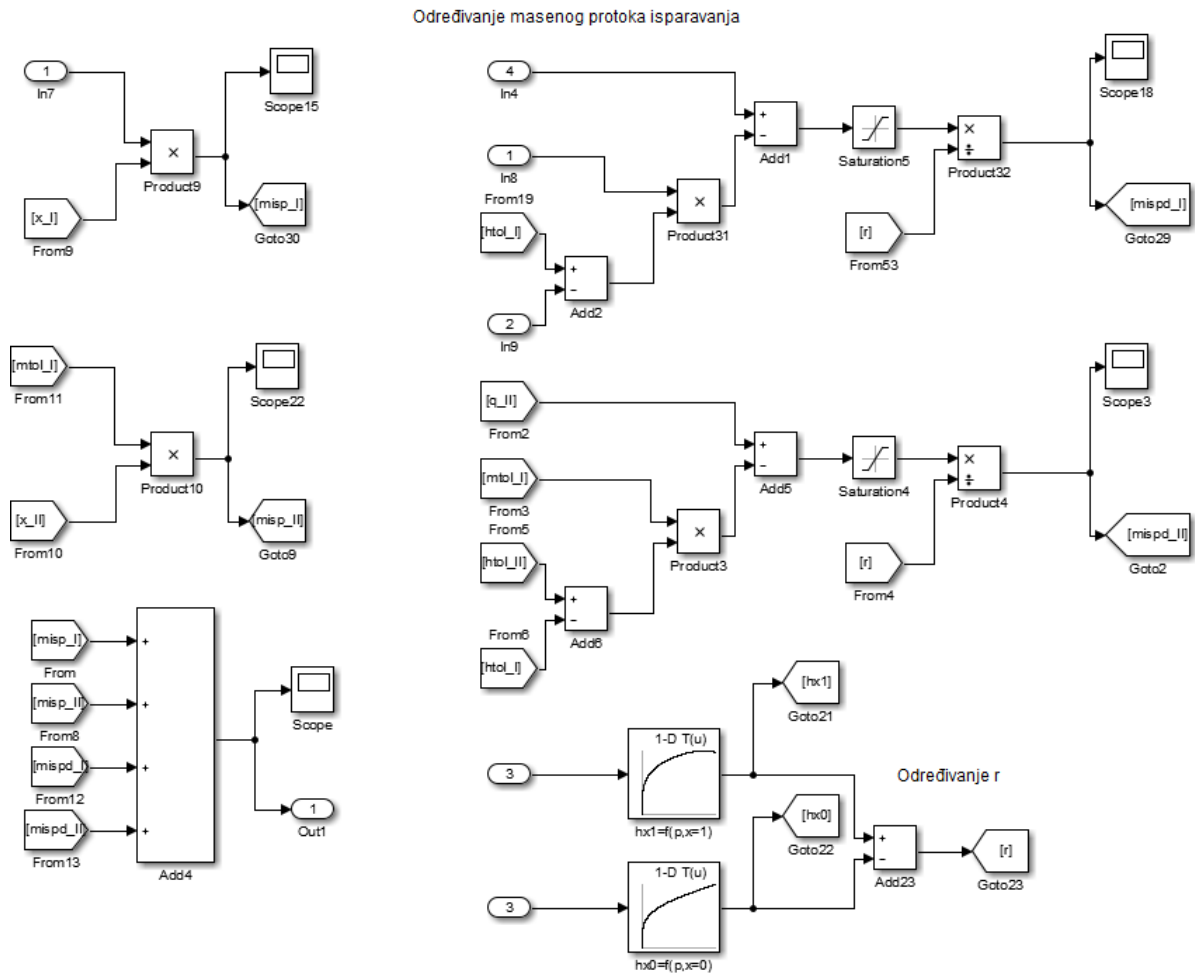 Određivanje masenog protoka isparavanja
1
In7
Scope15
×
Product9
[x_I]
From9
[misp_I]
Goto30
[mtol_I]
From11
Scope22
×
Product10
[x_II]
From10
[misp_II]
Goto9
[misp_I]
From
+
[misp_II]
From8
+
[mispd_I]
From12
+
[mispd_II]
From13
+
Add4
Scope
1
Out1
4
In4
1
In8
From19
[htol_I]
+
−
Add2
2
In9
×
Product31
+
−
Add1
Saturation5
×
÷
Product32
[r]
From53
Scope18
[mispd_I]
Goto29
[q_II]
From2
[mtol_I]
From3
From5
[htol_II]
+
−
Add6
From6
[htol_I]
×
Product3
+
−
Add5
Saturation4
×
÷
Product4
[r]
From4
Scope3
[mispd_II]
Goto2
3
1-D T(u)
hx1=f(p,x=1)
[hx1]
Goto21
3
1-D T(u)
hx0=f(p,x=0)
[hx0]
Goto22
Određivanje r
+
−
Add23
[r]
Goto23